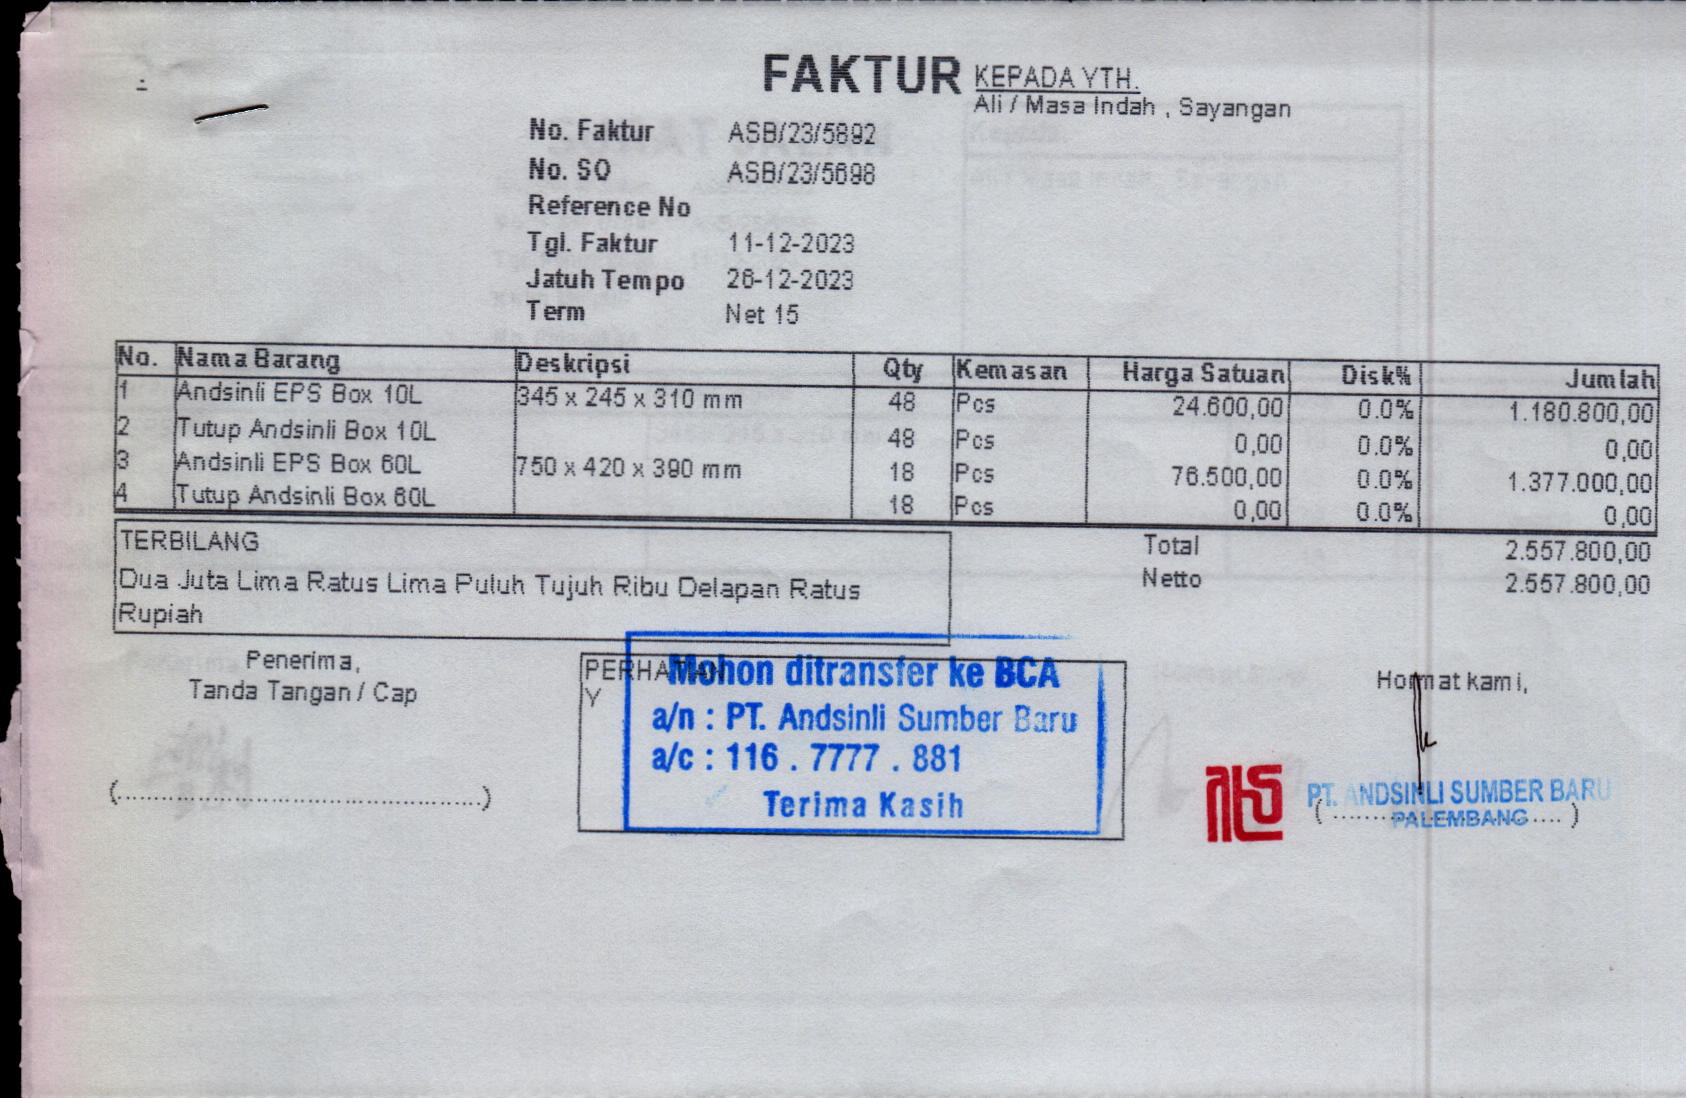 FAKTUR
KEPADA YTH.
Ali / Masa Indah , Sayangan
No. Faktur ASB/23/5892
No. SO ASB/23/5698
Reference No
Tgl. Faktur 11-12-2023
Jatuh Tempo 26-12-2023
Term Net 15
No. Nama Barang Deskripsi Qty Kemasan Harga Satuan Disk% Jumlah
1 Andsinli EPS Box 10L 345 x 245 x 310 mm 48 Pcs 24.600,00 0.0% 1.180.800,00
2 Tutup Andsinli Box 10L 48 Pcs 0,00 0.0% 0,00
3 Andsinli EPS Box 60L 750 x 420 x 390 mm 18 Pcs 76.500,00 0.0% 1.377.000,00
4 Tutup Andsinli Box 60L 18 Pcs 0,00 0.0% 0,00
TERBILANG
Dua Juta Lima Ratus Lima Puluh Tujuh Ribu Delapan Ratus
Rupiah
Total 2.557.800,00
Netto 2.557.800,00
Penerima,
Tanda Tangan / Cap
PERHATIAN
Y
Mohon ditransfer ke BCA
a/n : PT. Andsinli Sumber Baru
a/c : 116 . 7777 . 881
Terima Kasih
Hormat kami,
PT. ANDSINLI SUMBER BARU
PALEMBANG